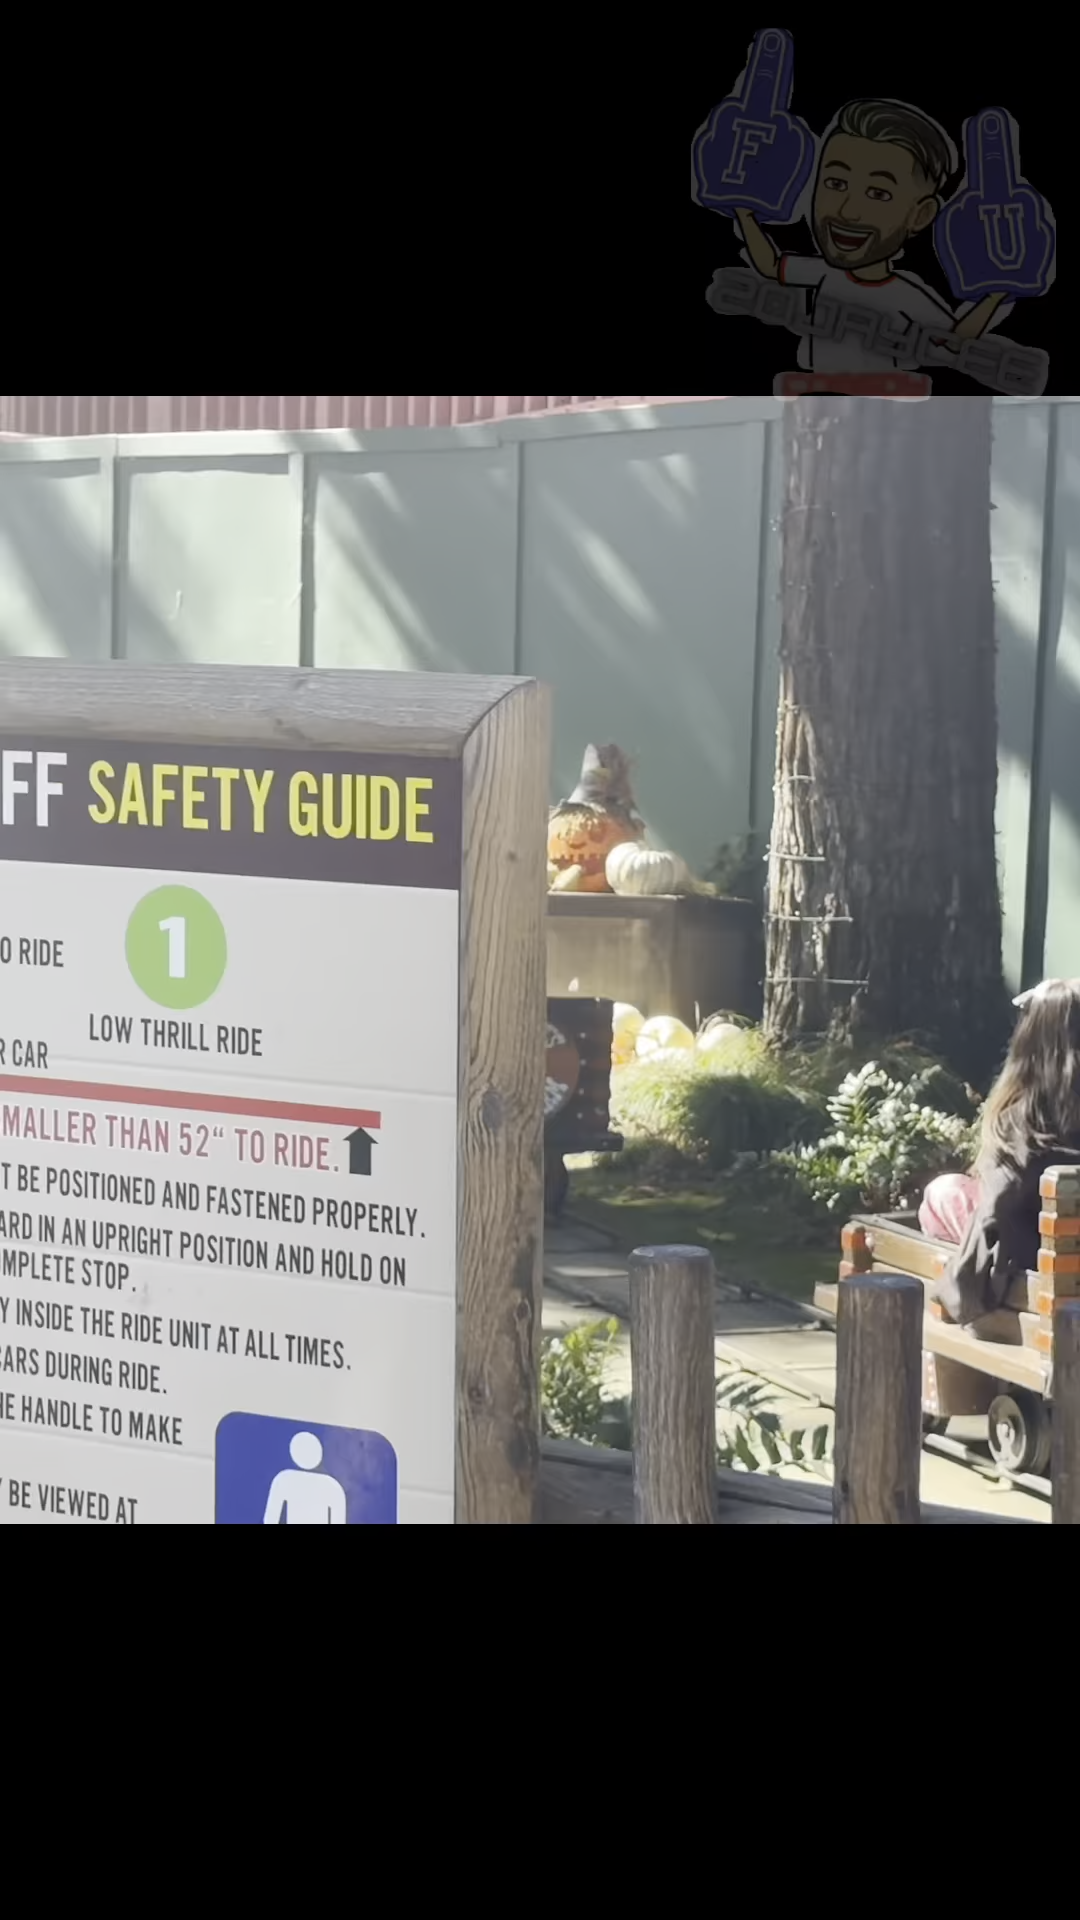 F
U
20JAYCEE
FF SAFETY GUIDE
1
O RIDE
LOW THRILL RIDE
R CAR
MALLER THAN 52" TO RIDE.
T BE POSITIONED AND FASTENED PROPERLY.
ARD IN AN UPRIGHT POSITION AND HOLD ON
OMPLETE STOP.
Y INSIDE THE RIDE UNIT AT ALL TIMES.
CARS DURING RIDE.
HE HANDLE TO MAKE
Y BE VIEWED AT